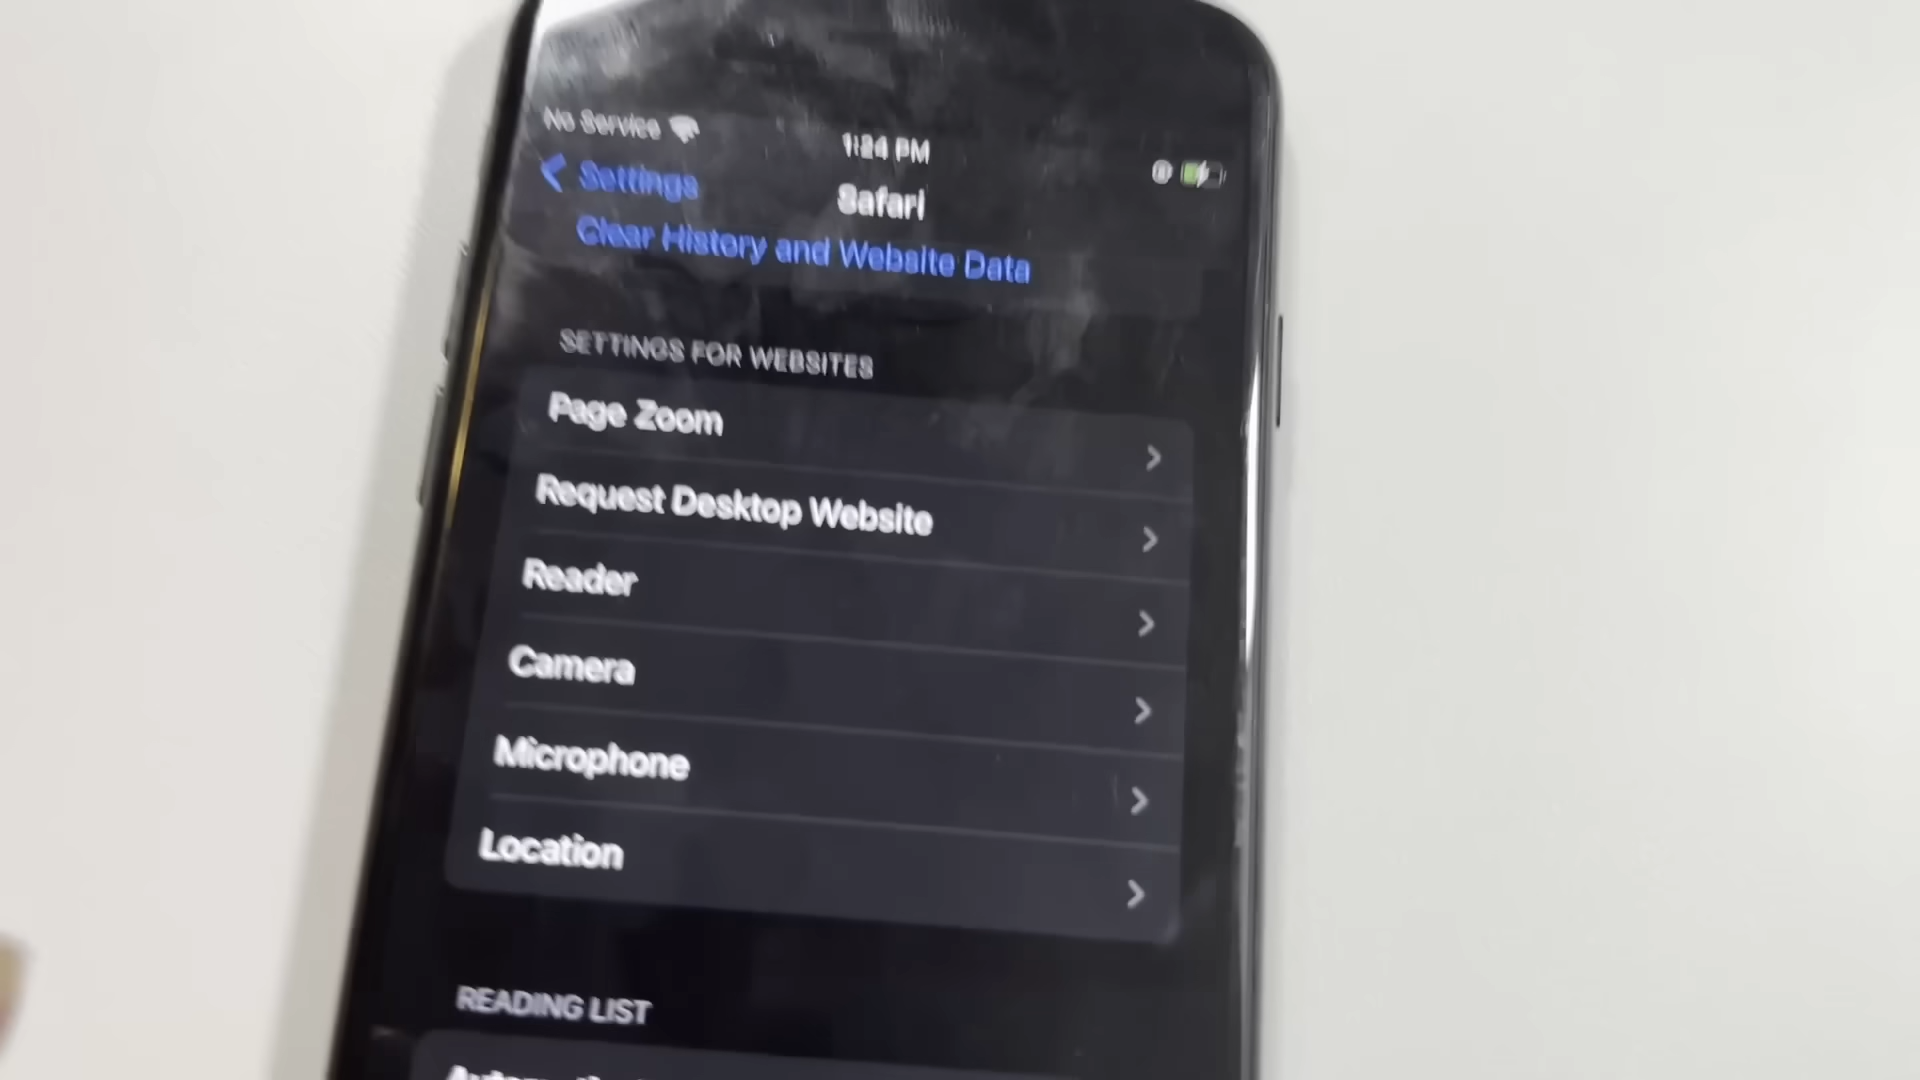 No Service
1:24 PM
Settings
Safari
Clear History and Website Data
SETTINGS FOR WEBSITES
Page Zoom
Request Desktop Website
Reader
Camera
Microphone
Location
READING LIST